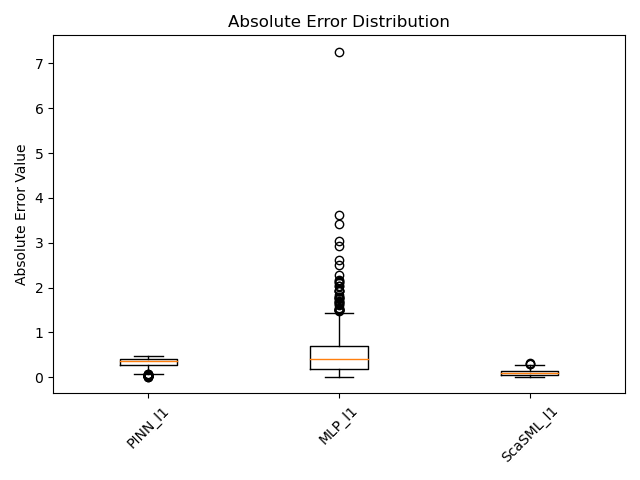 Absolute Error Distribution
Absolute Error Value
7
6
5
4
3
2
1
0
PINN_l1
MLP_l1
ScaSML_l1